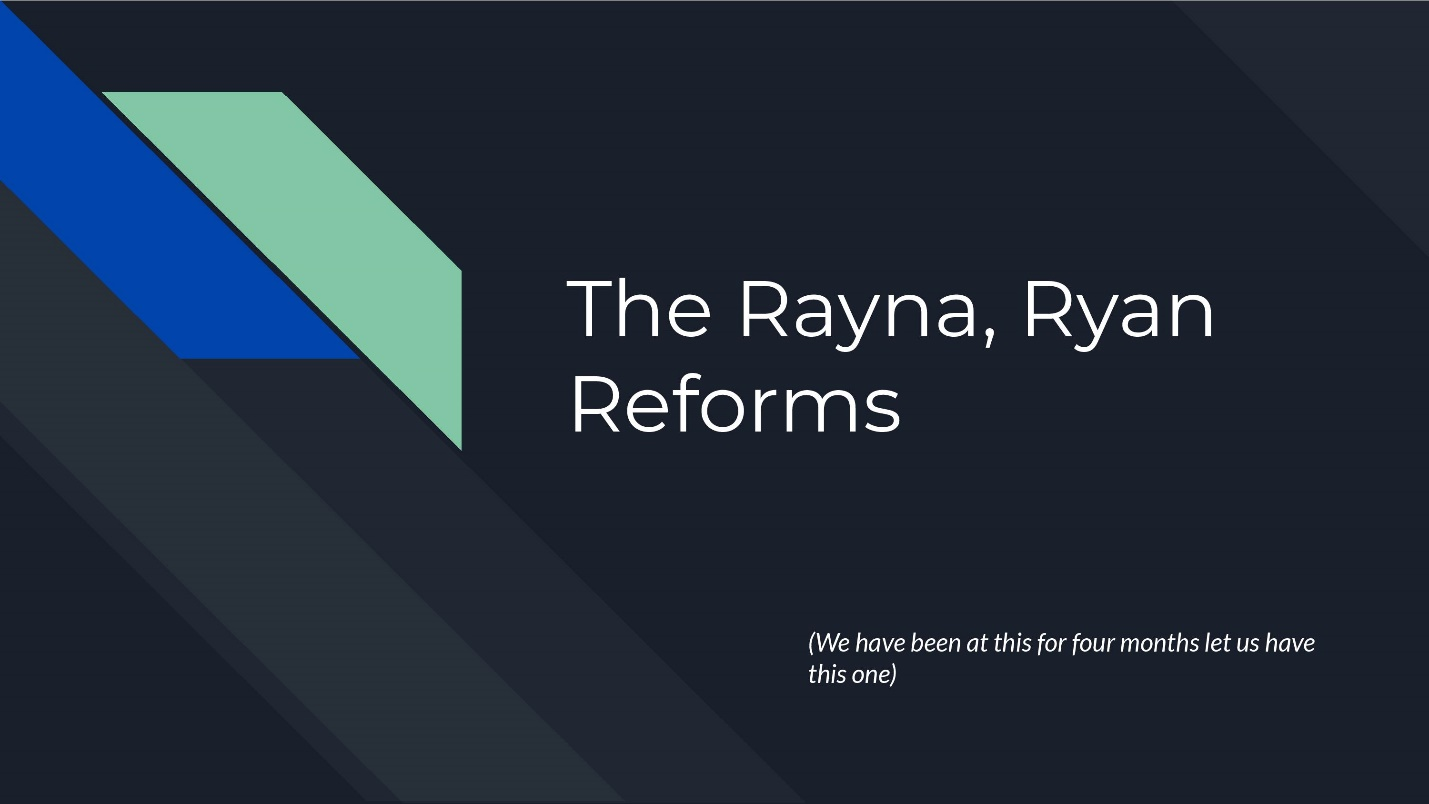 The Rayna, Ryan
Reforms
(We have been at this for four months let us have
this one)